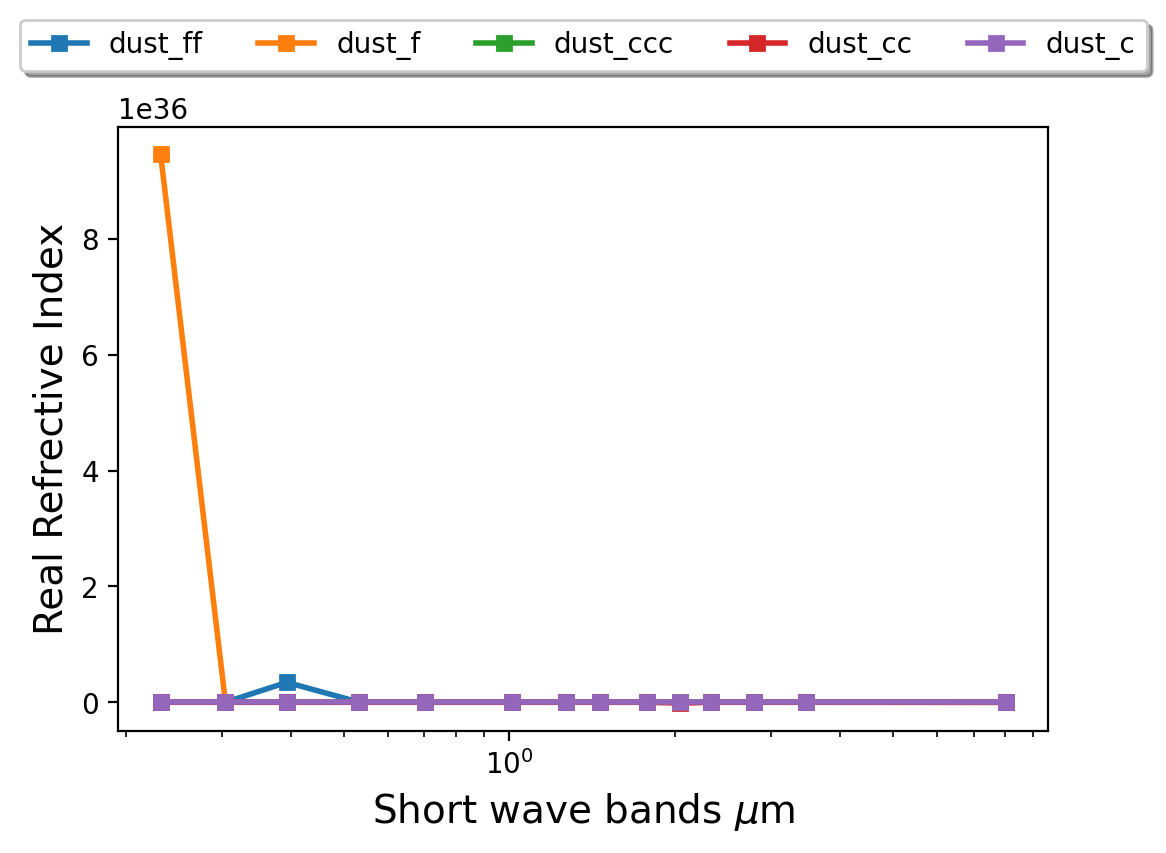 dust_ff dust_f dust_ccc dust_cc dust_c
1e36
8
6
4
2
0
Real Refrective Index
10⁰
Short wave bands μm